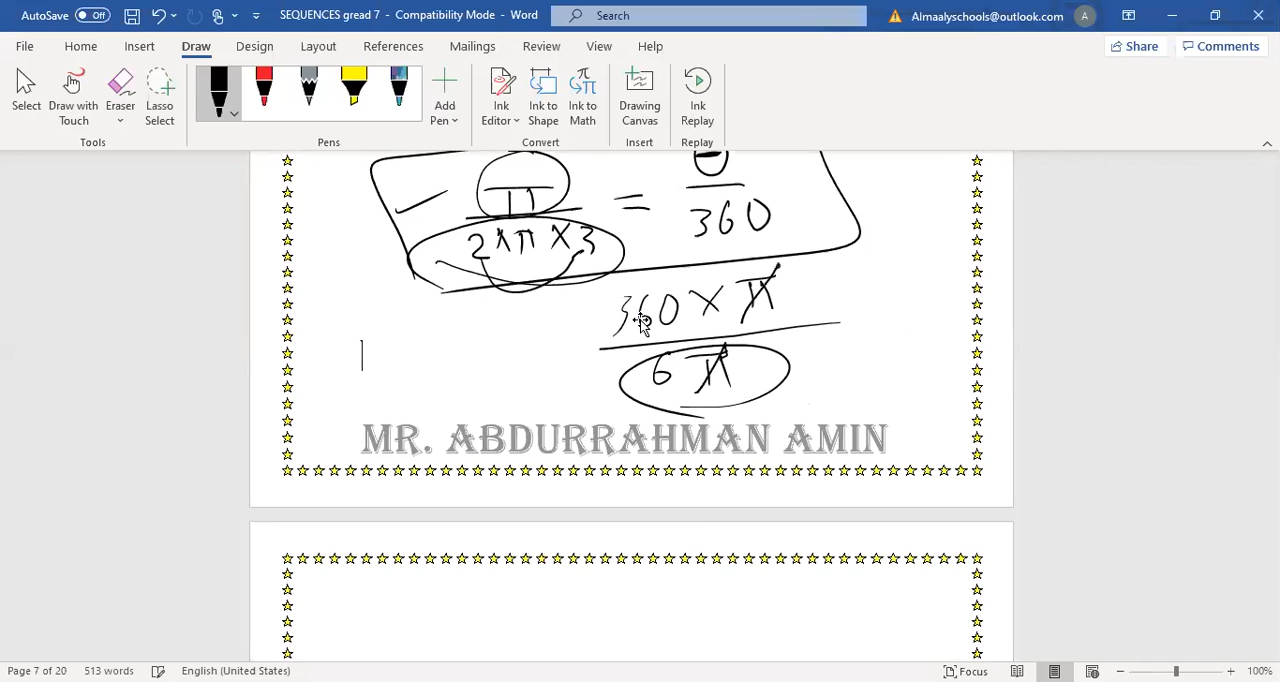 AutoSave Off SEQUENCES gread 7 - Compatibility Mode - Word Search Almaalyschools@outlook.com A
File Home Insert Draw Design Layout References Mailings Review View Help Share Comments
Select Draw with Touch Eraser Lasso Select Add Pen Ink Editor Ink to Shape Ink to Math Drawing Canvas Ink Replay
Tools Pens Convert Insert Replay
π θ
= 
2 × π × 3 360
360 × π
6 π
MR. ABDURRAHMAN AMIN
Page 7 of 20 513 words English (United States) Focus 100%